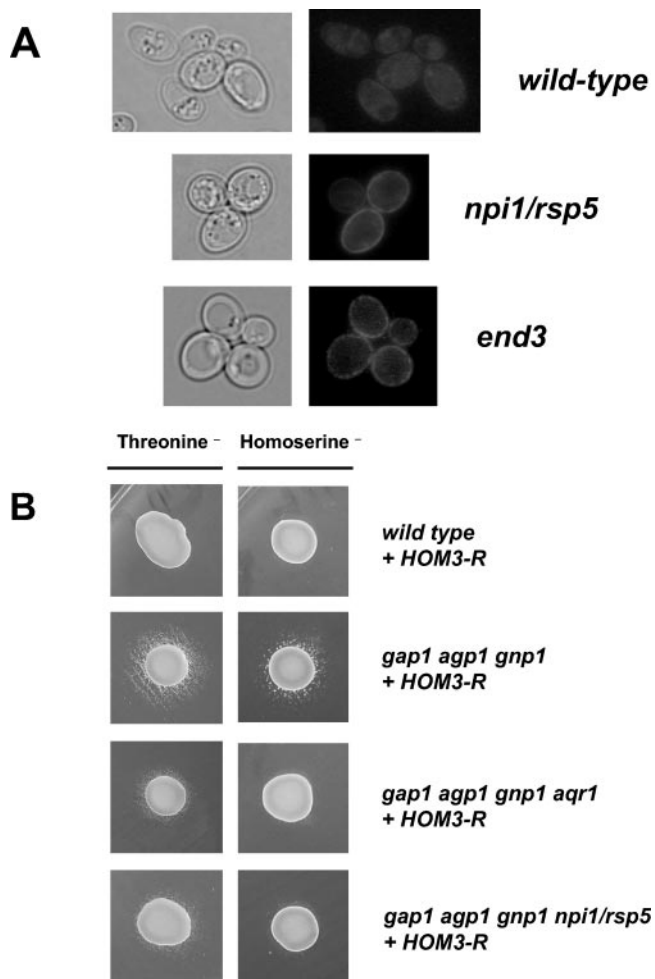 A
wild-type
npi1/rsp5
end3
Threonine – Homoserine –
B
wild type
+ HOM3-R
gap1 agp1 gnp1
+ HOM3-R
gap1 agp1 gnp1 aqr1
+ HOM3-R
gap1 agp1 gnp1 npi1/rsp5
+ HOM3-R